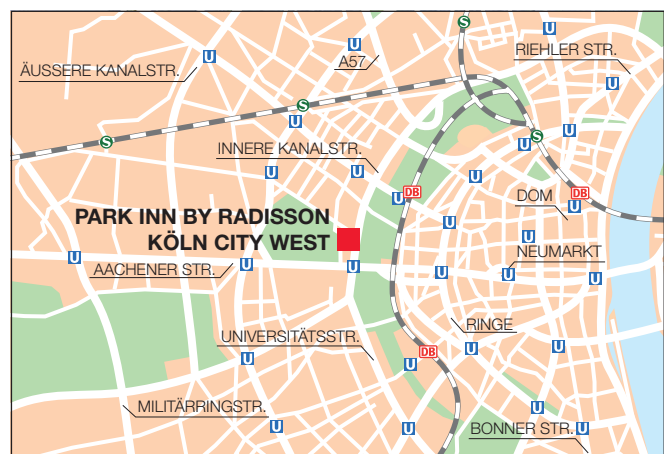 S
U
U
U
RIEHLER STR.
A57
ÄUSSERE KANALSTR.
U
S
U
S
S
U
U
INNERE KANALSTR.
U
U
U
DB
U
DB
DOM
U
PARK INN BY RADISSON
KÖLN CITY WEST
U
U
U
U
NEUMARKT
U
AACHENER STR.
U
U
U
U
U
RINGE
UNIVERSITÄTSSTR.
U
U
U
DB
U
MILITÄRRINGSTR.
U
U
U
BONNER STR.
U